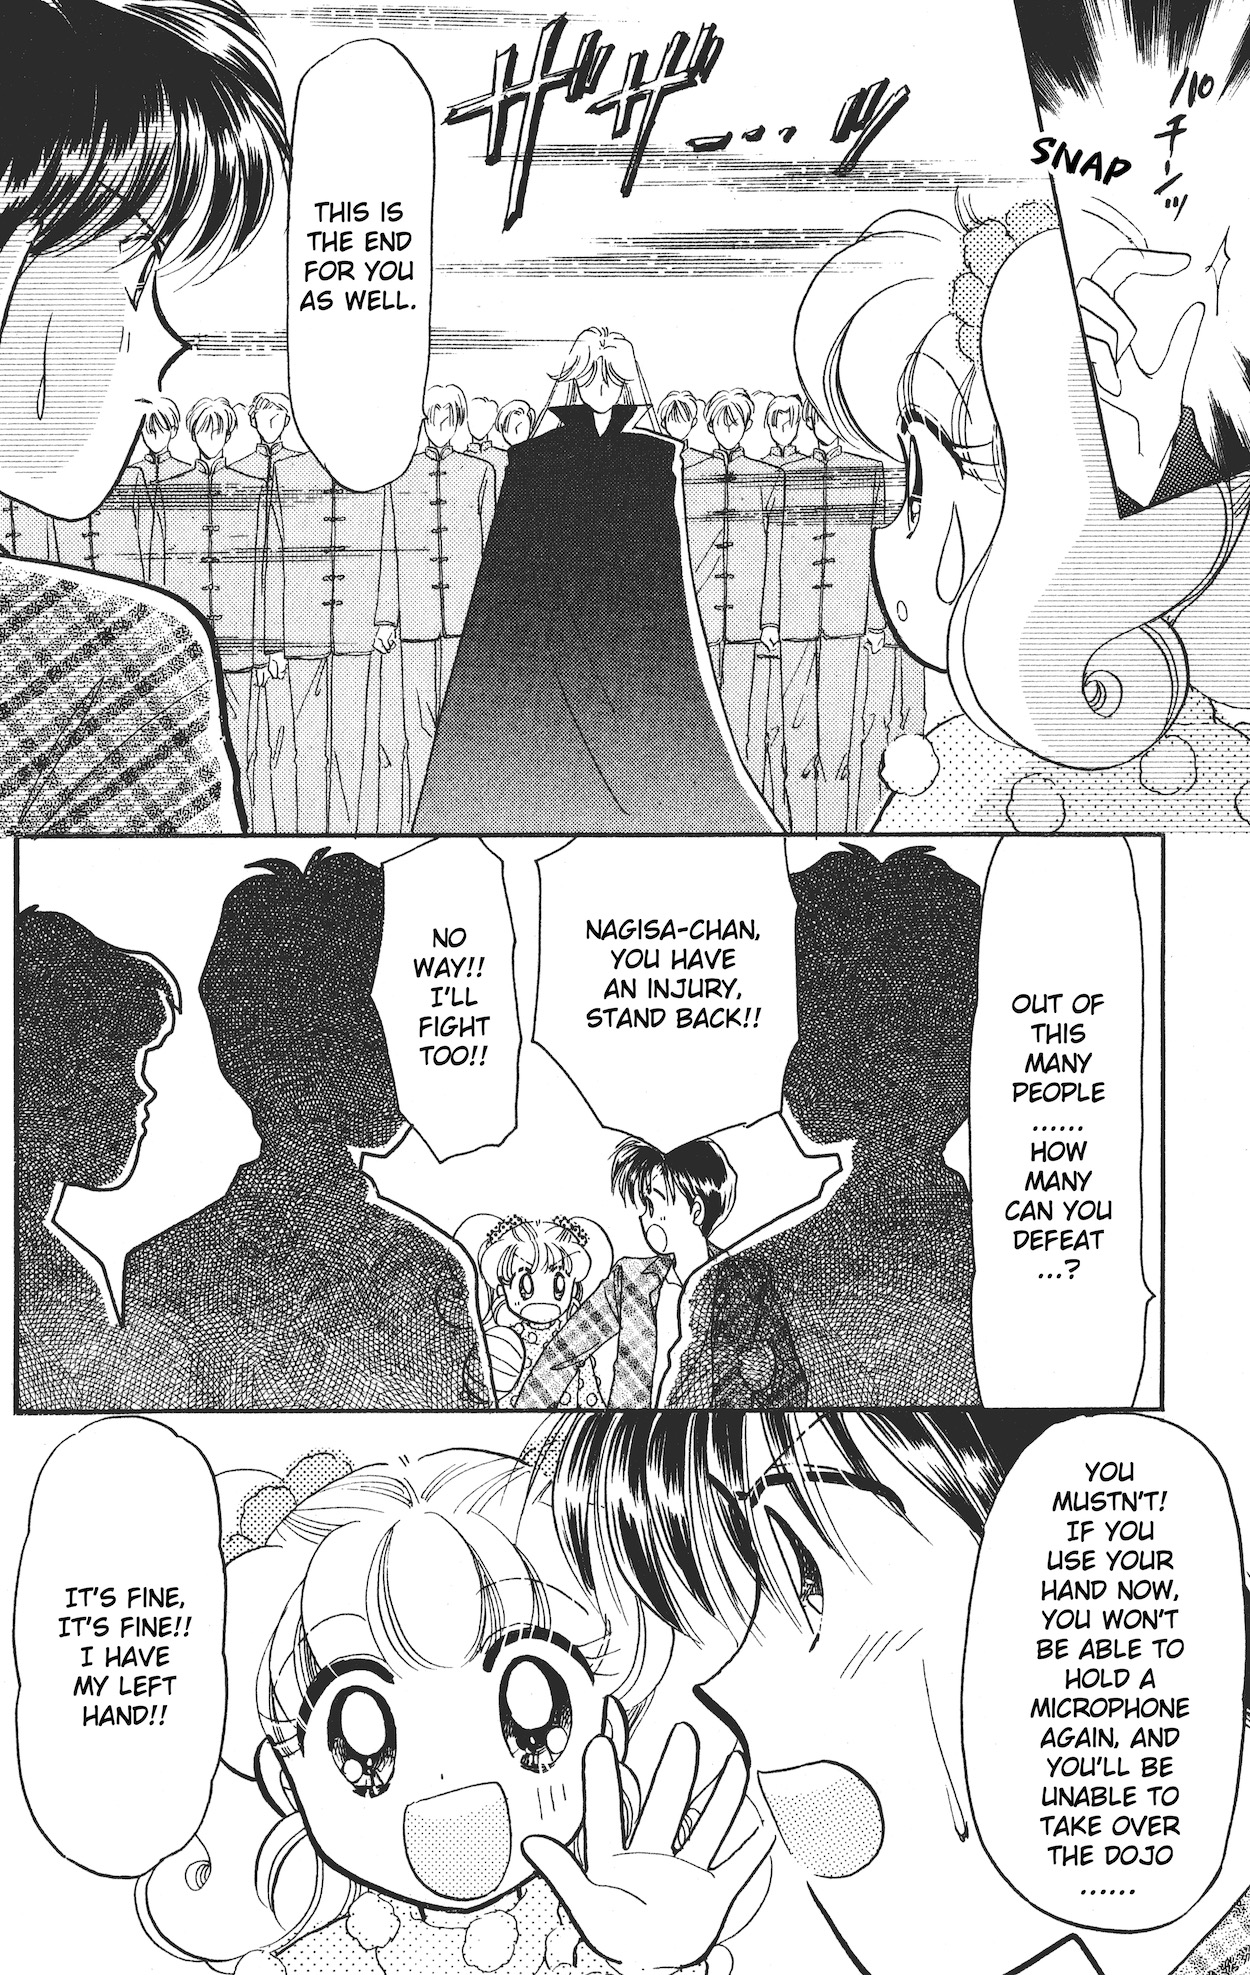 パチーンッ
SNAP
ザザ…ッ
THIS IS
THE END
FOR YOU
AS WELL.
OUT OF
THIS
MANY
PEOPLE
......
HOW
MANY
CAN YOU
DEFEAT
...?
NAGISA-CHAN,
YOU HAVE
AN INJURY,
STAND BACK!!
NO
WAY!!
I'LL
FIGHT
TOO!!
YOU
MUSTN'T!
IF YOU
USE YOUR
HAND NOW,
YOU WON'T
BE ABLE TO
HOLD A
MICROPHONE
AGAIN, AND
YOU'LL BE
UNABLE TO
TAKE OVER
THE DOJO
......
IT'S FINE,
IT'S FINE!!
I HAVE
MY LEFT
HAND!!